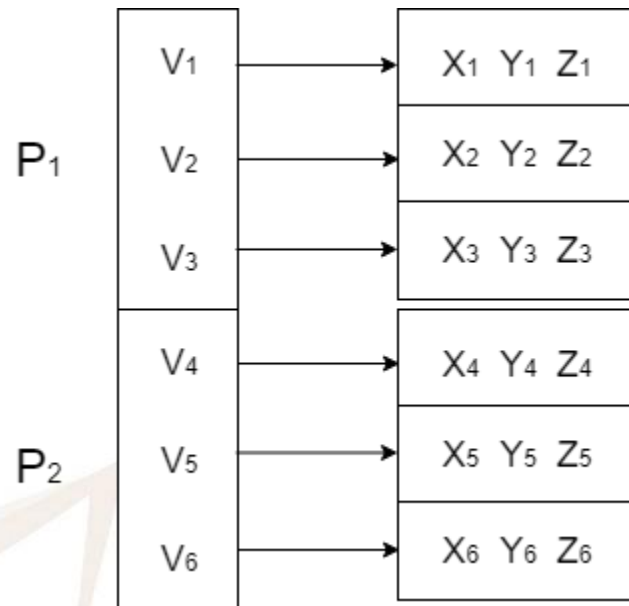 V₁ X₁ Y₁ Z₁
P₁ V₂ X₂ Y₂ Z₂
V₃ X₃ Y₃ Z₃
V₄ X₄ Y₄ Z₄
P₂ V₅ X₅ Y₅ Z₅
V₆ X₆ Y₆ Z₆